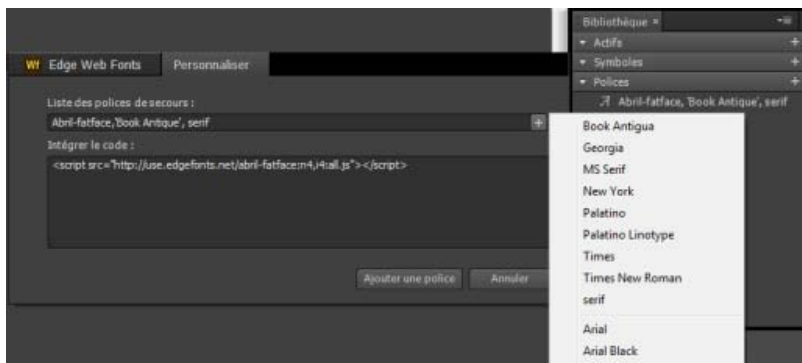 Wf Edge Web Fonts
Personnaliser
Liste des polices de secours :
Abril-fatface,'Book Antique', serif
Intégrer le code :
<script src="http://use.edgefonts.net/abril-fatface:n4,i4:all.js"></script>
Ajouter une police
Annuler
Bibliothèque
Actifs
Symboles
Polices
Abril-fatface, 'Book Antique', serif
Book Antigua
Georgia
MS Serif
New York
Palatino
Palatino Linotype
Times
Times New Roman
serif
Arial
Arial Black